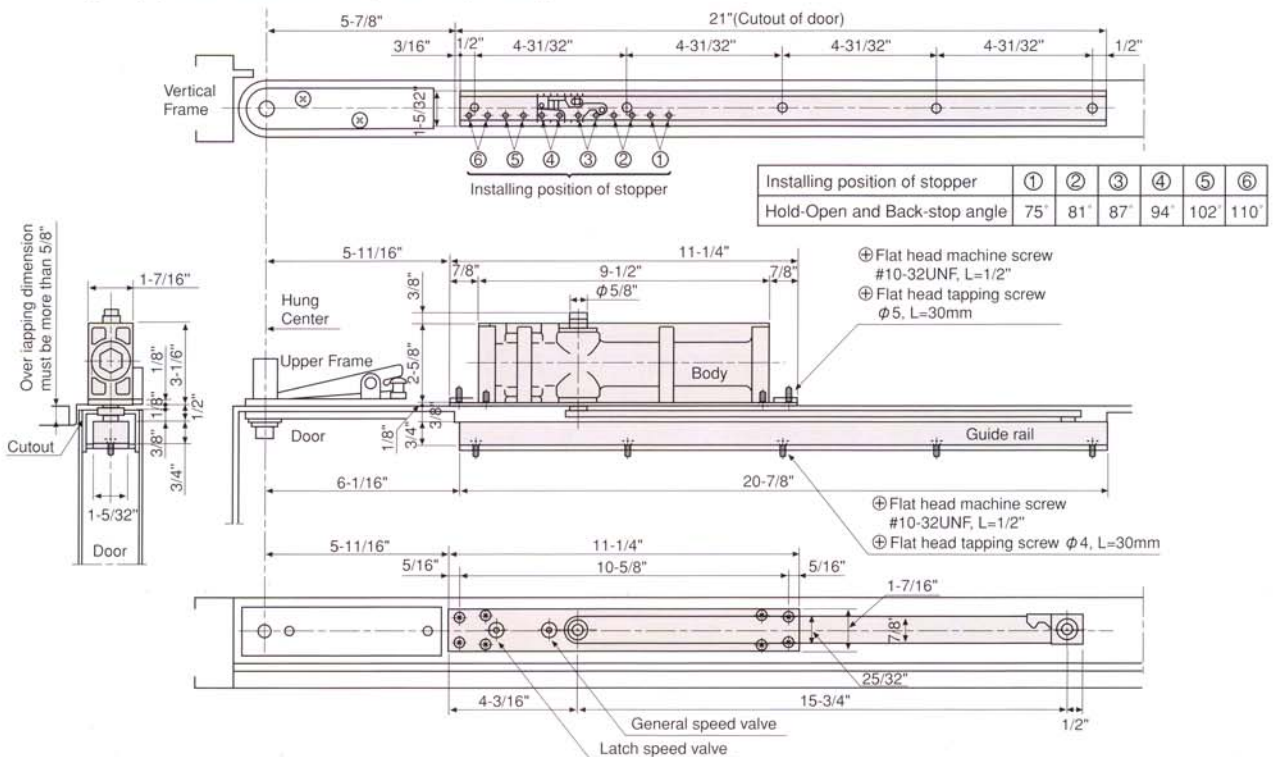 5-7/8"
21"(Cutout of door)
3/16"
1/2"
4-31/32"
4-31/32"
4-31/32"
4-31/32"
1/2"
Vertical
Frame
1-5/32"
⑥ ⑤ ④ ③ ② ①
Installing position of stopper
Installing position of stopper ① ② ③ ④ ⑤ ⑥
Hold-Open and Back-stop angle 75° 81° 87° 94° 102° 110°
Over iapping dimension
must be more than 5/8"
1-7/16"
1/8"
3-1/6"
1/8"
1/2"
3/8"
3/4"
Cutout
1-5/32"
Door
5-11/16"
11-1/4"
7/8"
9-1/2"
7/8"
3/8"
φ5/8"
Hung
Center
Upper Frame
2-5/8"
Body
⊕ Flat head machine screw
#10-32UNF, L=1/2"
⊕ Flat head tapping screw
φ5, L=30mm
Door
1/8"
3/8"
3/4"
Guide rail
6-1/16"
20-7/8"
⊕ Flat head machine screw
#10-32UNF, L=1/2"
⊕ Flat head tapping screw φ4, L=30mm
5-11/16"
11-1/4"
5/16"
10-5/8"
5/16"
1-7/16"
7/8"
25/32"
4-3/16"
15-3/4"
1/2"
General speed valve
Latch speed valve